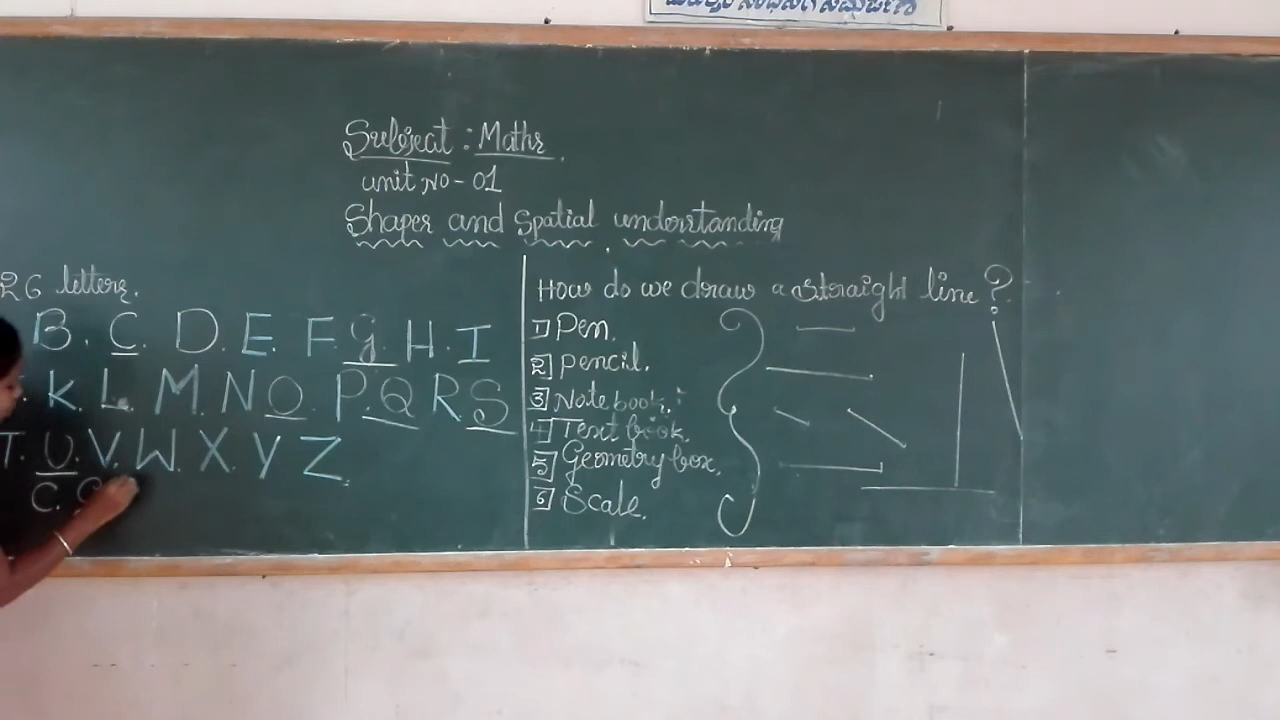 Subject : Maths.
unit No - 01
Shapes and Spatial understanding.
26 letters.
B. C. D. E. F g. H. I
K. L. M. N O. P. Q R. S
T. U. V. W. X. Y Z.
C.
How do we draw a straight line ?
1) Pen.
2] Pencil.
3 Note book.
4] Text book.
5] Geometry box.
6 Scale.